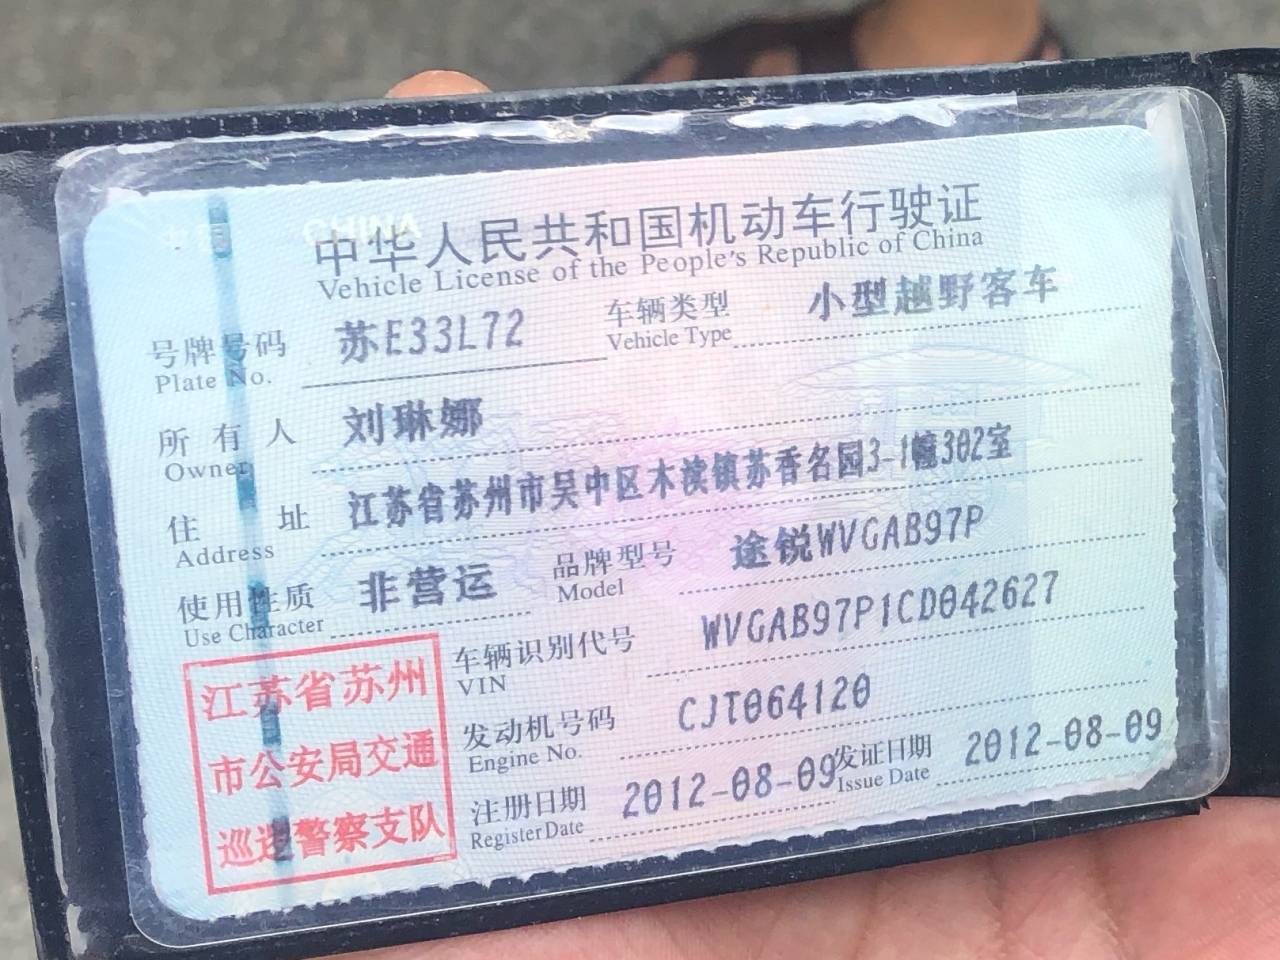 CHINA
中华人民共和国机动车行驶证
Vehicle License of the People's Republic of China
号牌号码 苏E33L72 车辆类型 小型越野客车
Plate No. Vehicle Type
所有人 刘琳娜
Owner
住址 江苏省苏州市吴中区木渎镇苏香名园3-1幢302室
Address
使用性质 非营运 品牌型号 途锐WVGAB97P
Use Character Model
车辆识别代号 WVGAB97P1CD042627
VIN
发动机号码 CJT064120
Engine No.
注册日期 2012-08-09 发证日期 2012-08-09
Register Date Issue Date
江苏省苏州
市公安局交通
巡逻警察支队